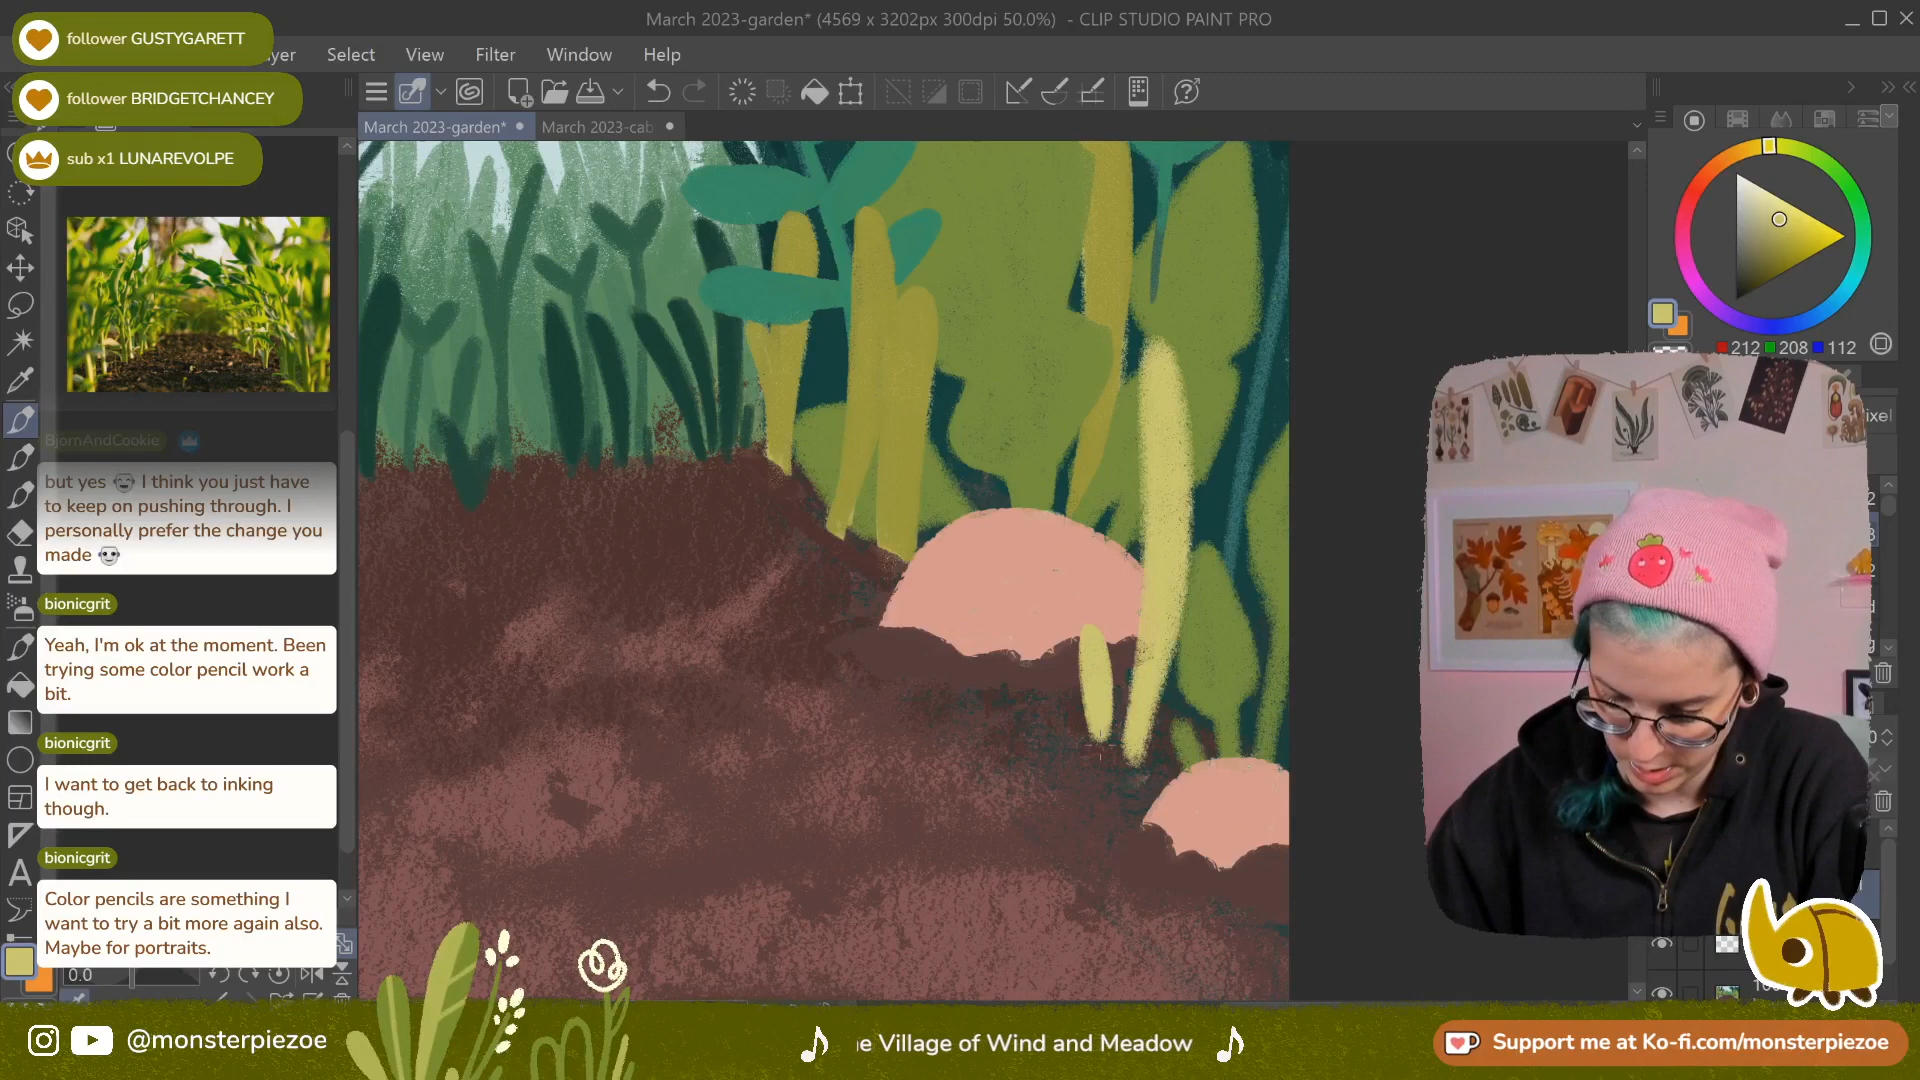 March 2023-garden* (4569 x 3202px 300dpi 50.0%) - CLIP STUDIO PAINT PRO
follower GUSTYGARETT
Select View Filter Window Help
follower BRIDGETCHANCEY
March 2023-garden*
March 2023-cab
sub x1 LUNAREVOLPE
212 208 112
BjornAndCookie
but yes I think you just have
to keep on pushing through. I
personally prefer the change you
made
bionicgrit
Yeah, I'm ok at the moment. Been
trying some color pencil work a
bit.
bionicgrit
I want to get back to inking
though.
bionicgrit
Color pencils are something I
want to try a bit more again also.
Maybe for portraits.
0.0
@monsterpiezoe
e Village of Wind and Meadow
Support me at Ko-fi.com/monsterpiezoe